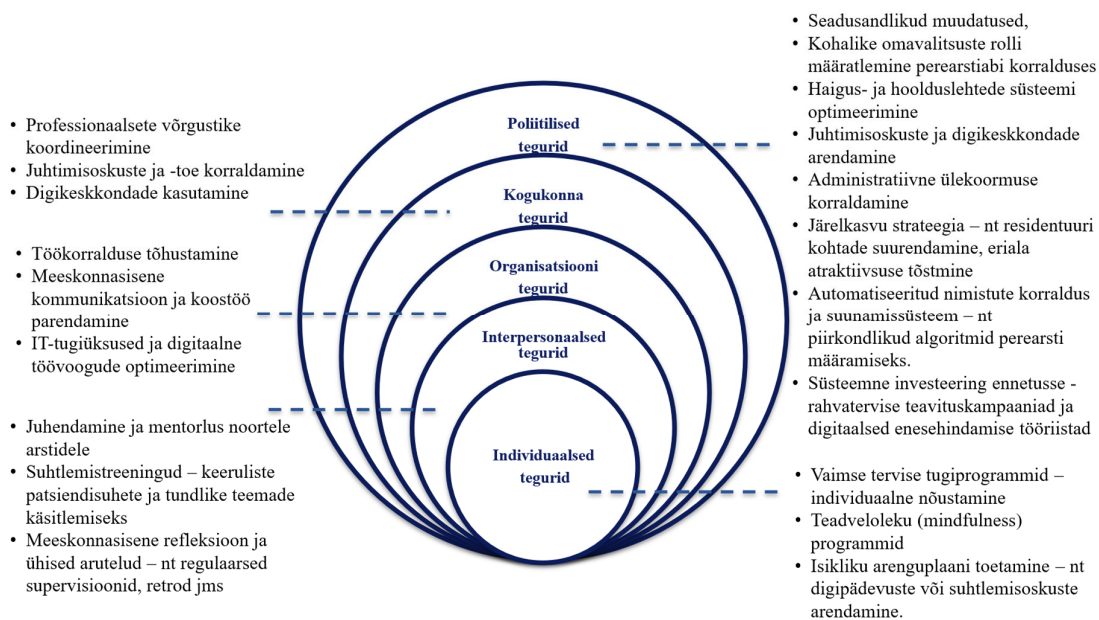 • Professionaalsete võrgustike
koordineerimine
• Juhtimisoskuste ja -toe korraldamine
• Digikeskkondade kasutamine
• Töökorralduse tõhustamine
• Meeskonnasisene
kommunikatsioon ja koostöö
parendamine
• IT-tugiüksused ja digitaalne
töövoogude optimeerimine
• Juhendamine ja mentorlus noortele
arstidele
• Suhtlemistreeningud – keeruliste
patsiendisuhete ja tundlike teemade
käsitlemiseks
• Meeskonnasisene refleksioon ja
ühised arutelud – nt regulaarsed
supervisioonid, retrod jms
Poliitilised
tegurid
Kogukonna
tegurid
Organisatsiooni
tegurid
Interpersonaalsed
tegurid
Individuaalsed
tegurid
• Seadusandlikud muudatused,
• Kohalike omavalitsuste rolli
määratlemine perearstiabi korralduses
• Haigus- ja hoolduslehtede süsteemi
optimeerimine
• Juhtimisoskuste ja digikeskkondade
arendamine
• Administratiivne ülekoormuse
korraldamine
• Järelkasvu strateegia – nt residentuuri
kohtade suurendamine, eriala
atraktiivsuse tõstmine
• Automatiseeritud nimistute korraldus
ja suunamissüsteem – nt
piirkondlikud algoritmid perearsti
määramiseks.
• Süsteemne investeering ennetusse -
rahvatervise teavituskampaaniad ja
digitaalsed enesehindamise tööriistad
• Vaimse tervise tugiprogrammid –
individuaalne nõustamine
• Teadveloleku (mindfulness)
programmid
• Isikliku arenguplaani toetamine – nt
digipädevuste või suhtlemisoskuste
arendamine.